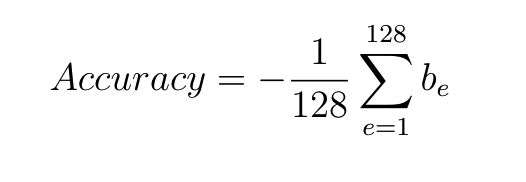 Accuracy = -\frac{1}{128} \sum_{e=1}^{128} b_e